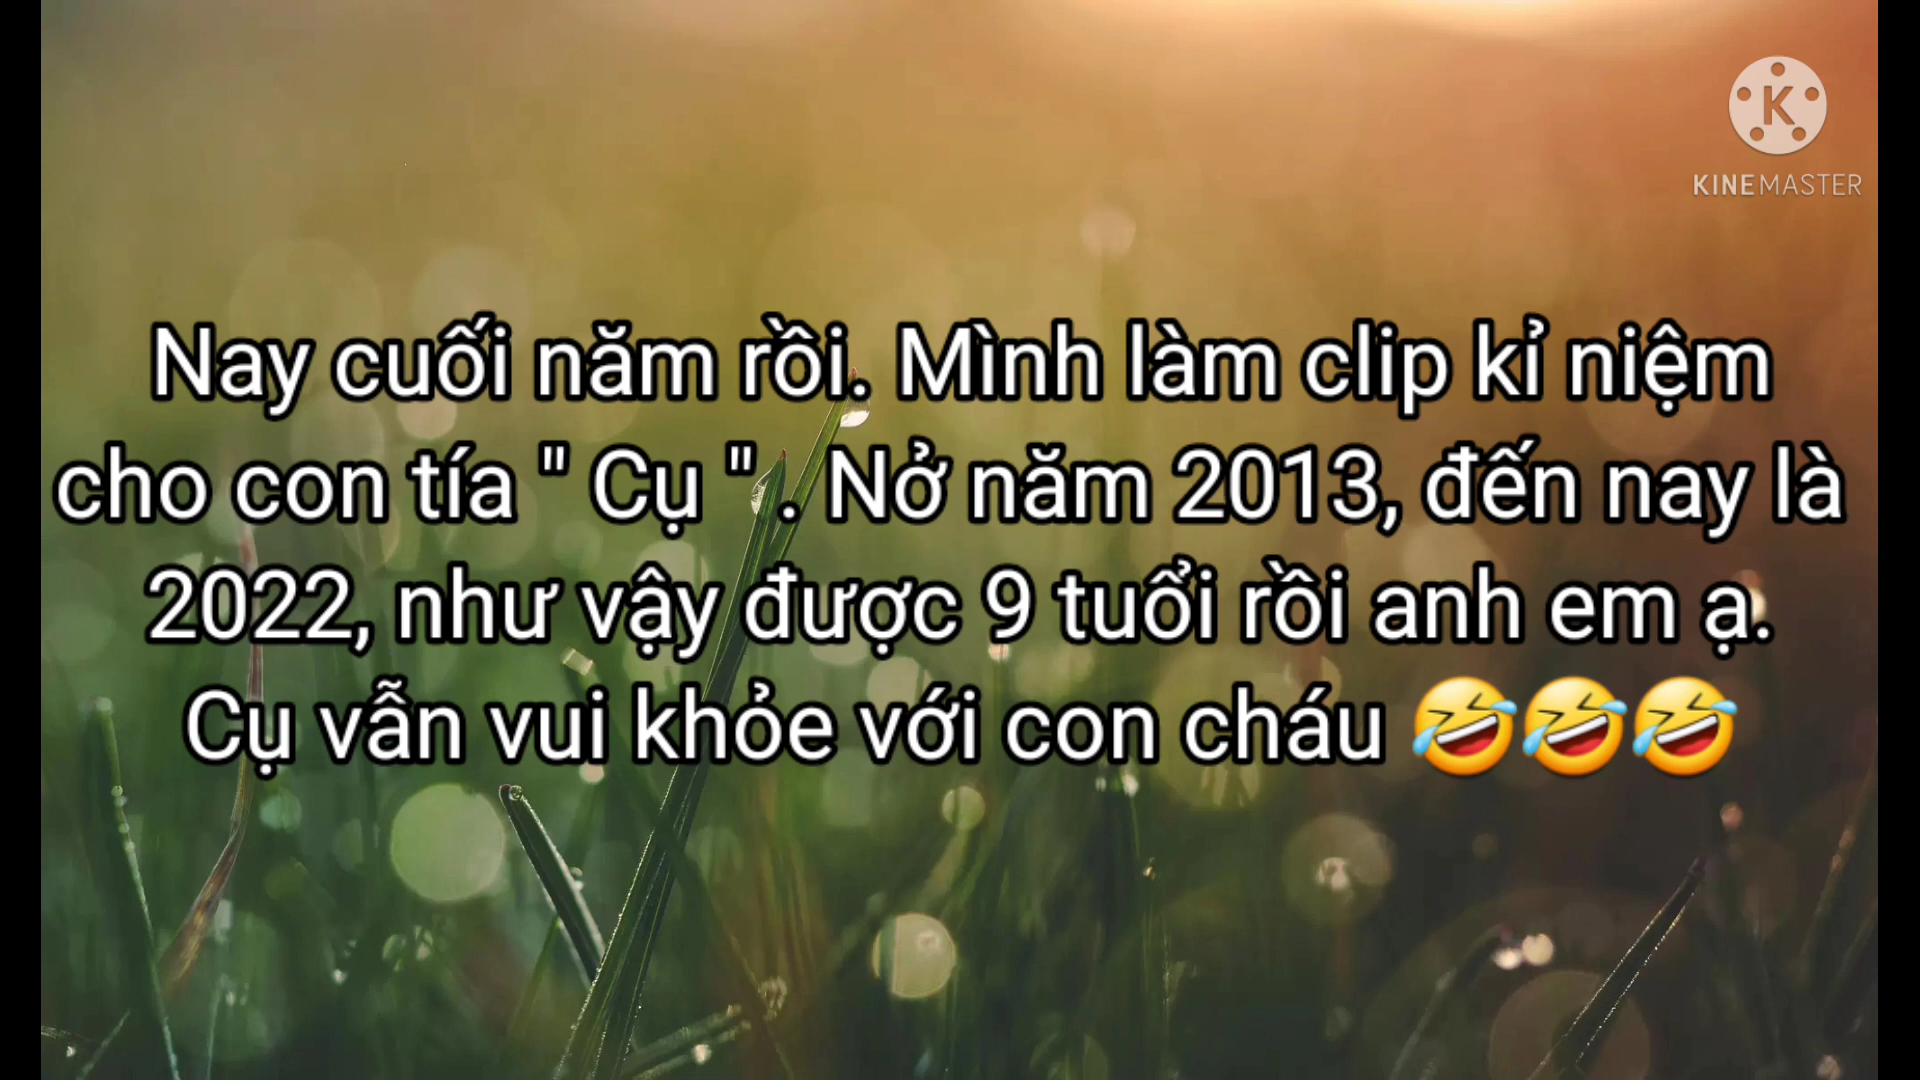 KINEMASTER
Nay cuối năm rồi. Mình làm clip kỉ niệm
cho con tía " Cụ " . Nở năm 2013, đến nay là
2022, như vậy được 9 tuổi rồi anh em ạ.
Cụ vẫn vui khỏe với con cháu 🤣🤣🤣